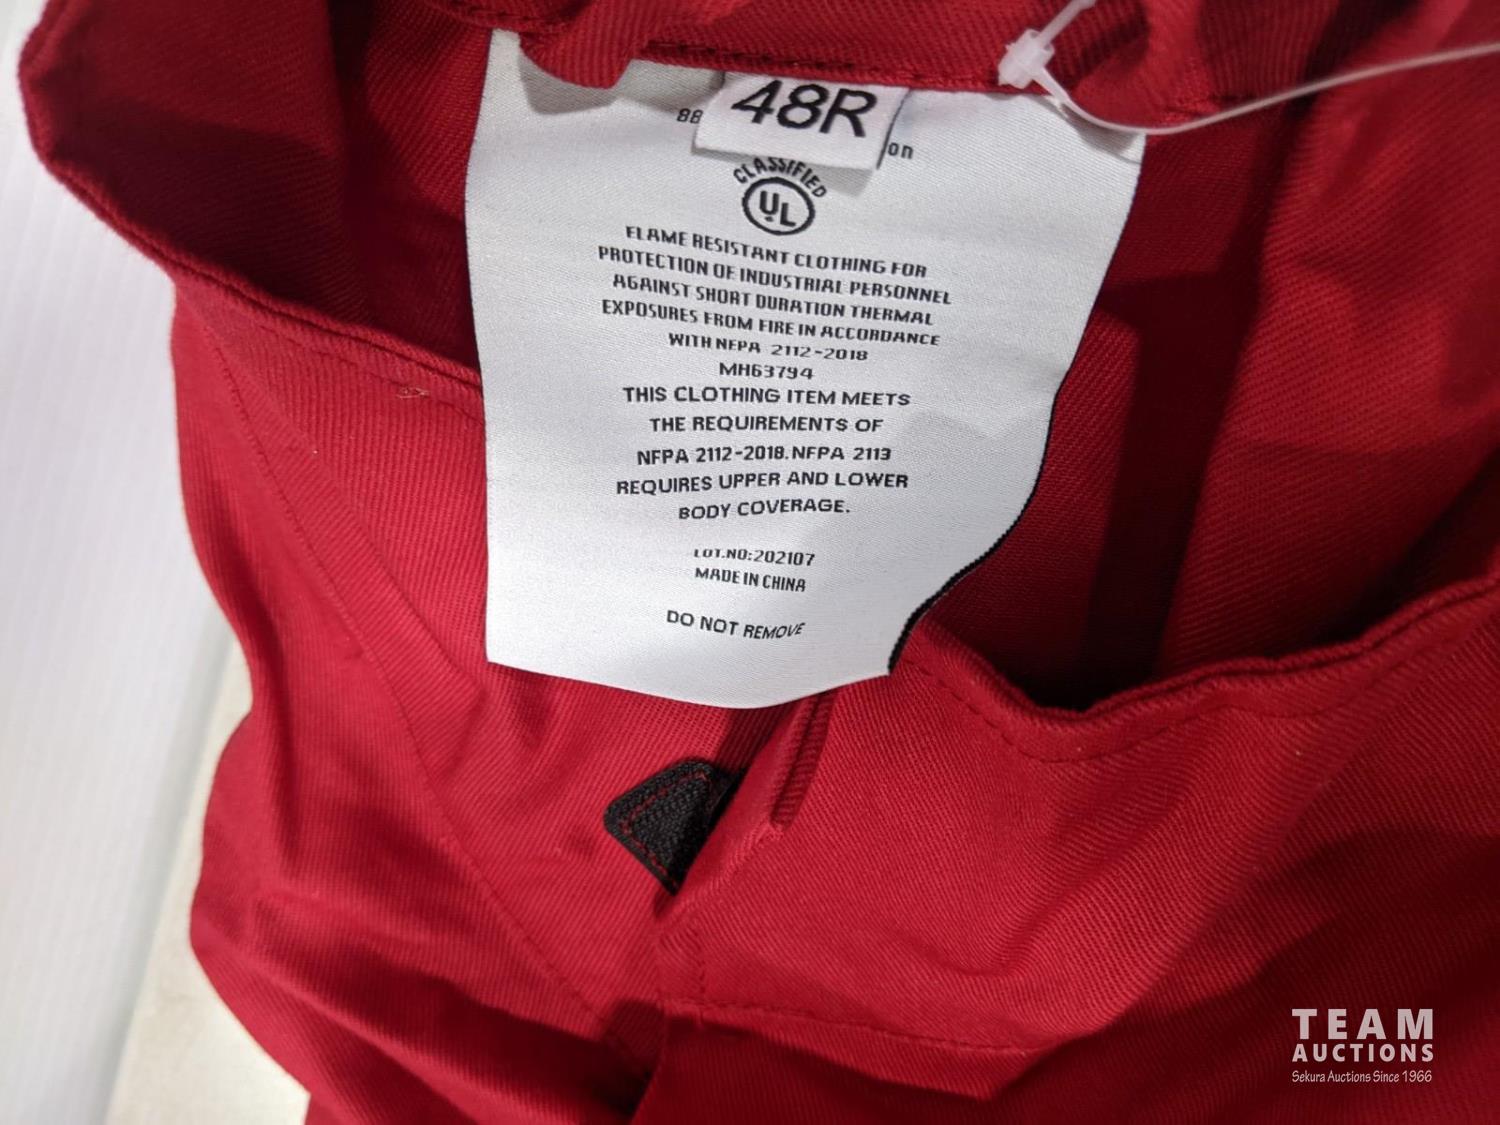 48R
88
on
CLASSIFIED
UL
FLAME RESISTANT CLOTHING FOR
PROTECTION OF INDUSTRIAL PERSONNEL
AGAINST SHORT DURATION THERMAL
EXPOSURES FROM FIRE IN ACCORDANCE
WITH NFPA 2112-2018
MH63794
THIS CLOTHING ITEM MEETS
THE REQUIREMENTS OF
NFPA 2112-2018.NFPA 2113
REQUIRES UPPER AND LOWER
BODY COVERAGE.
LOT.NO:202107
MADE IN CHINA
DO NOT REMOVE
TEAM
AUCTIONS
Sekura Auctions Since 1966